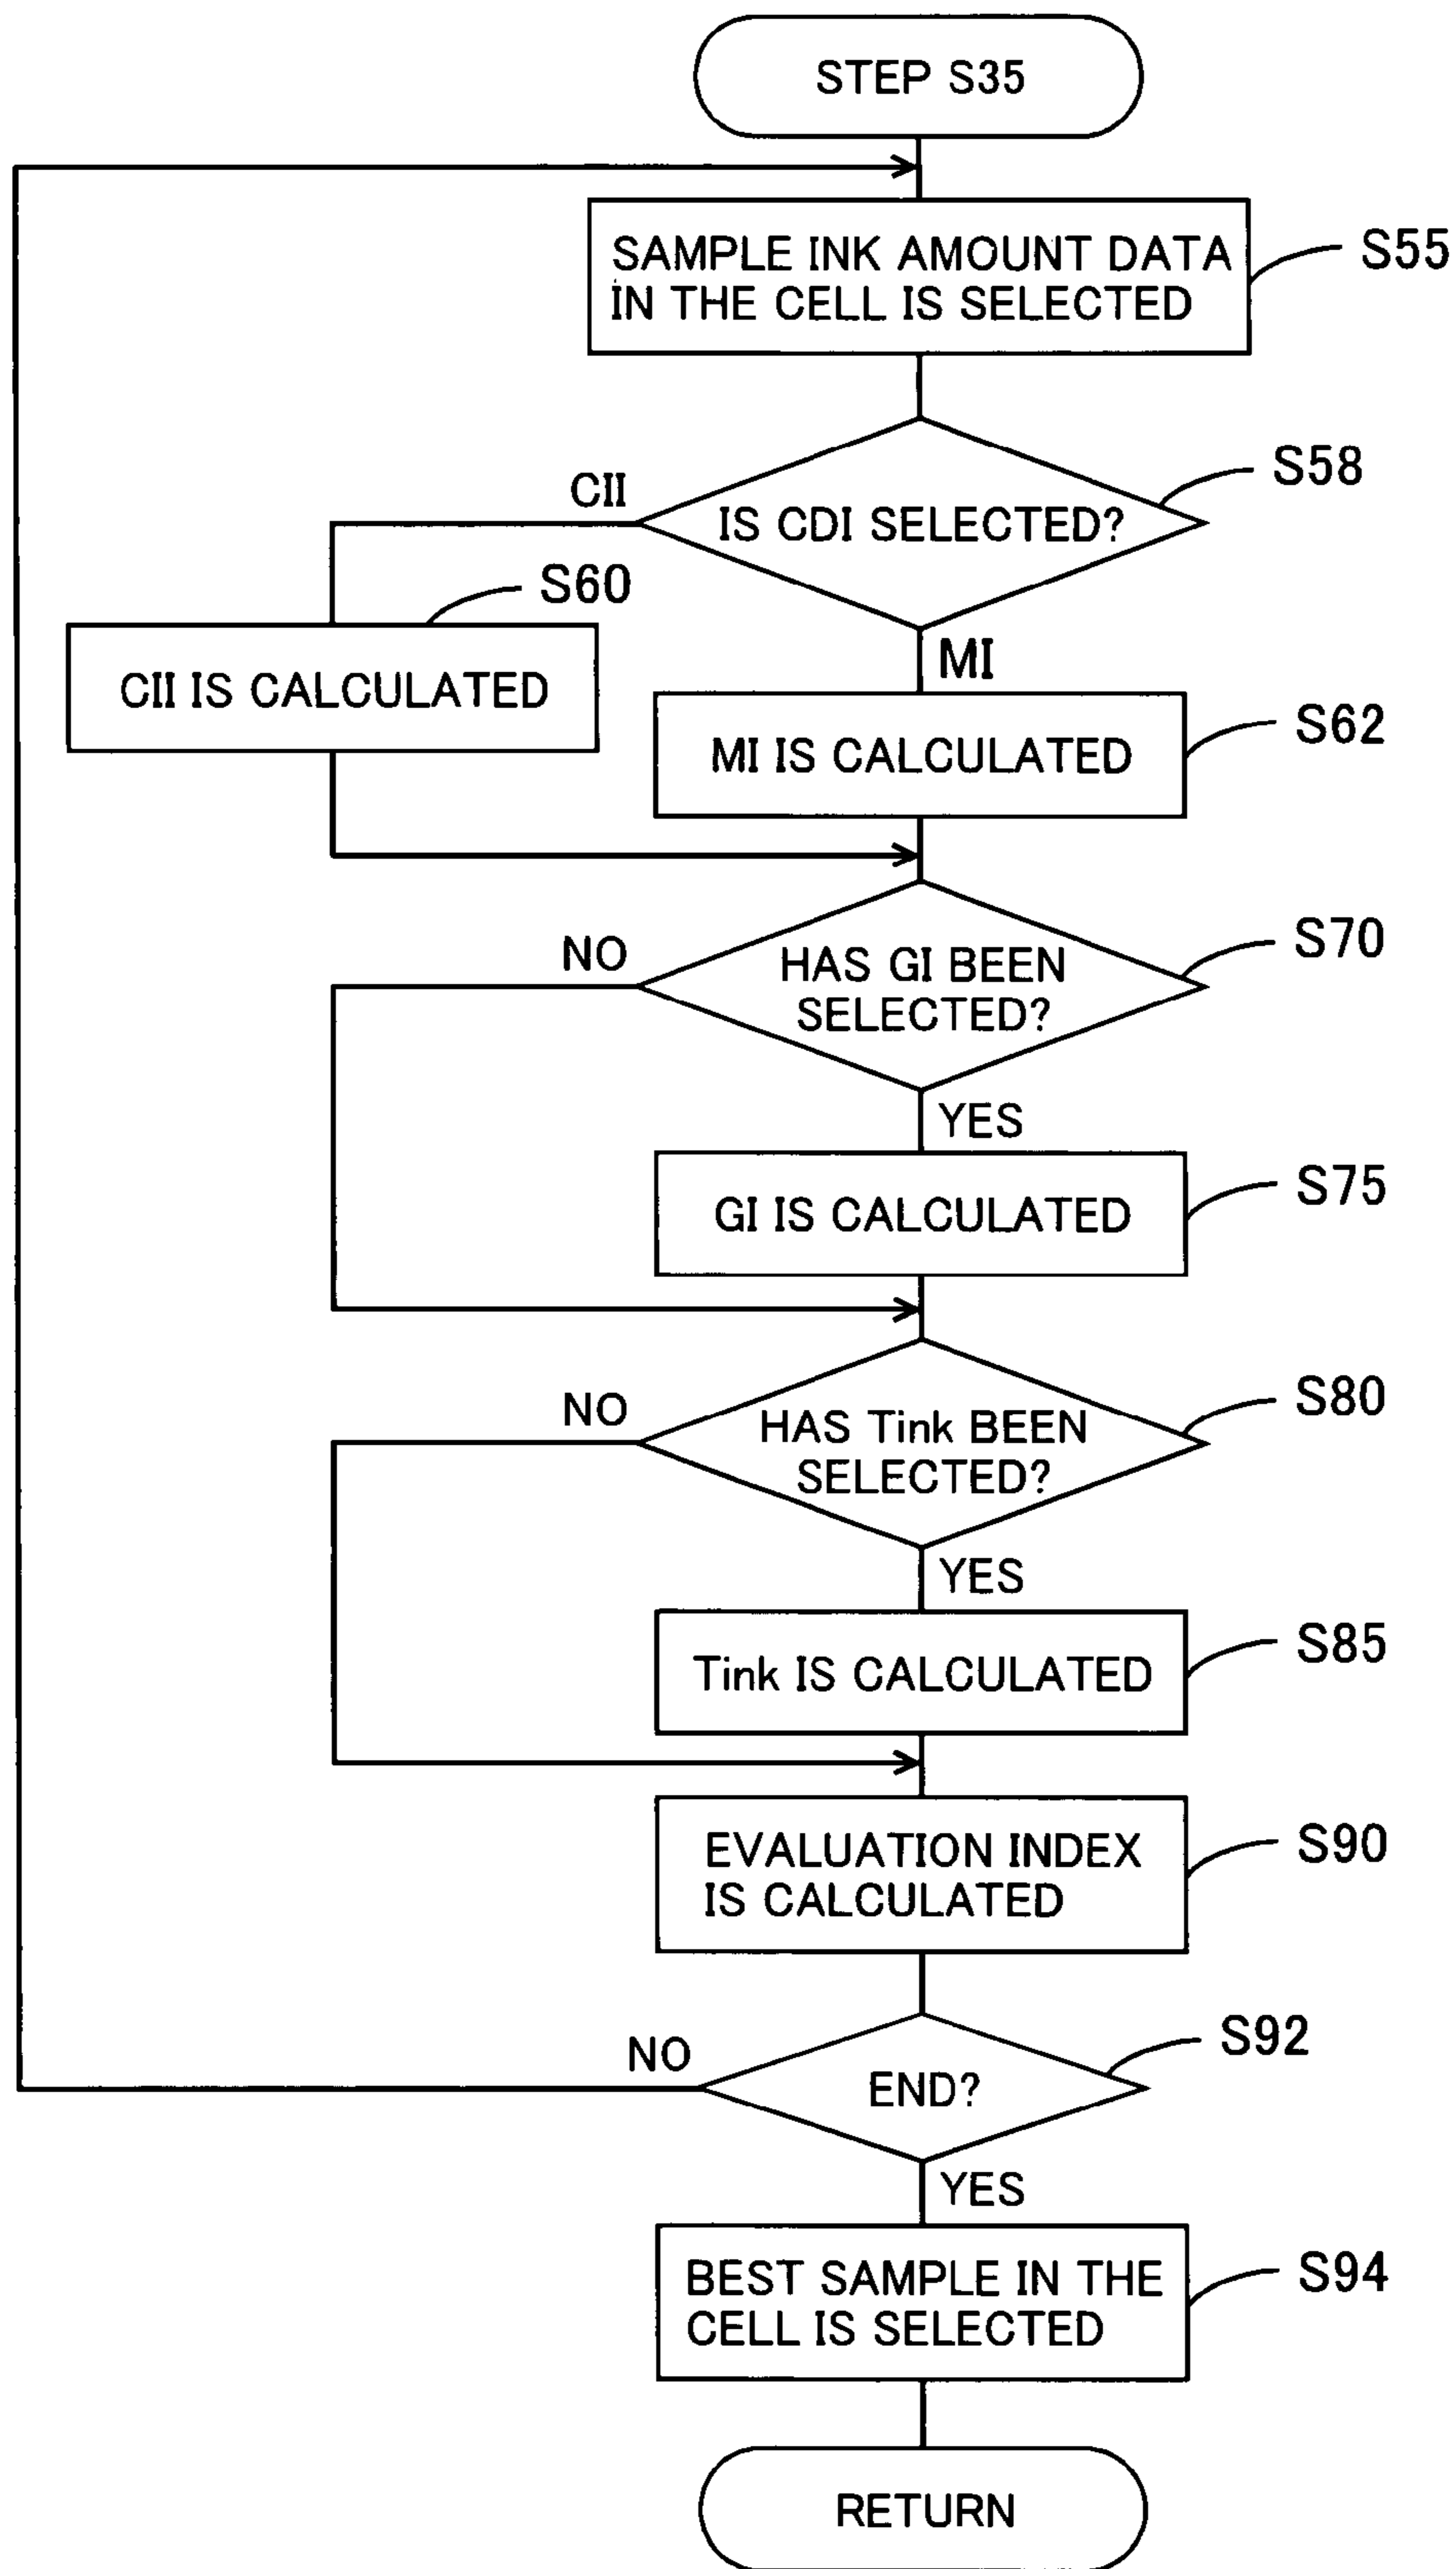 STEP S35
SAMPLE INK AMOUNT DATA
IN THE CELL IS SELECTED
S55
S58
CII
IS CDI SELECTED?
S60
MI
CII IS CALCULATED
S62
MI IS CALCULATED
S70
NO
HAS GI BEEN
SELECTED?
YES
S75
GI IS CALCULATED
S80
NO
HAS Tink BEEN
SELECTED?
YES
S85
Tink IS CALCULATED
S90
EVALUATION INDEX
IS CALCULATED
S92
NO
END?
YES
S94
BEST SAMPLE IN THE
CELL IS SELECTED
RETURN